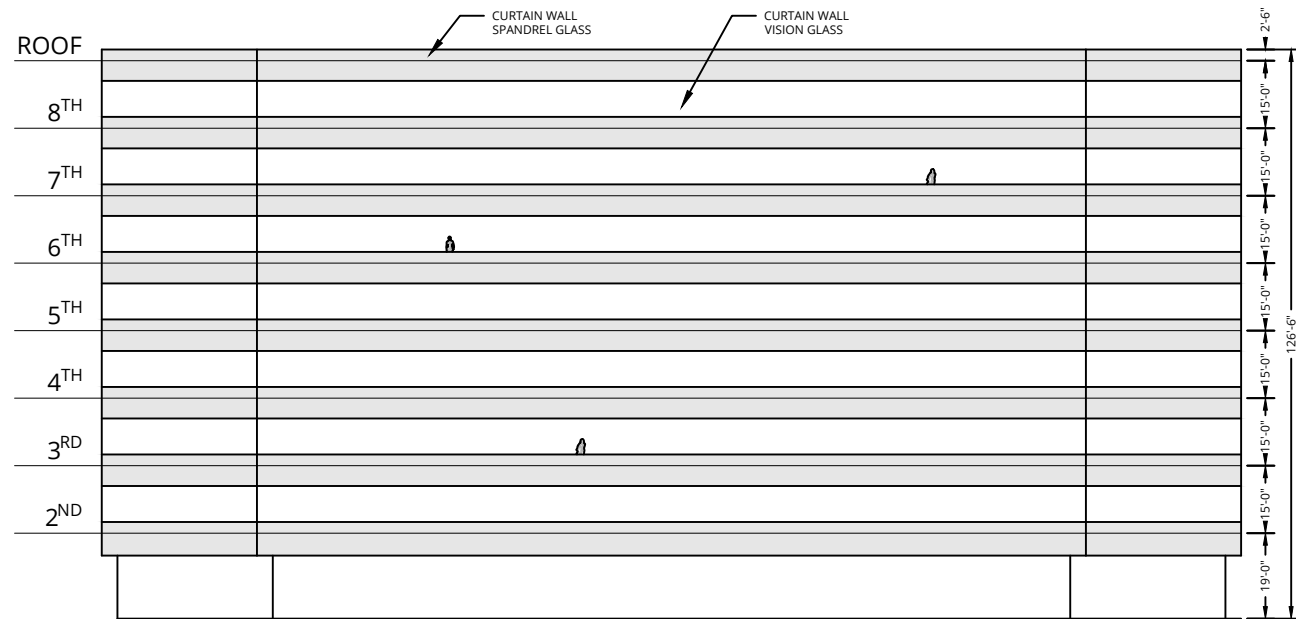 CURTAIN WALL
SPANDREL GLASS
CURTAIN WALL
VISION GLASS
2'-6"
ROOF
15'-0"
8TH
15'-0"
7TH
15'-0"
6TH
15'-0"
5TH
15'-0"
126'-6"
4TH
15'-0"
3RD
15'-0"
2ND
19'-0"